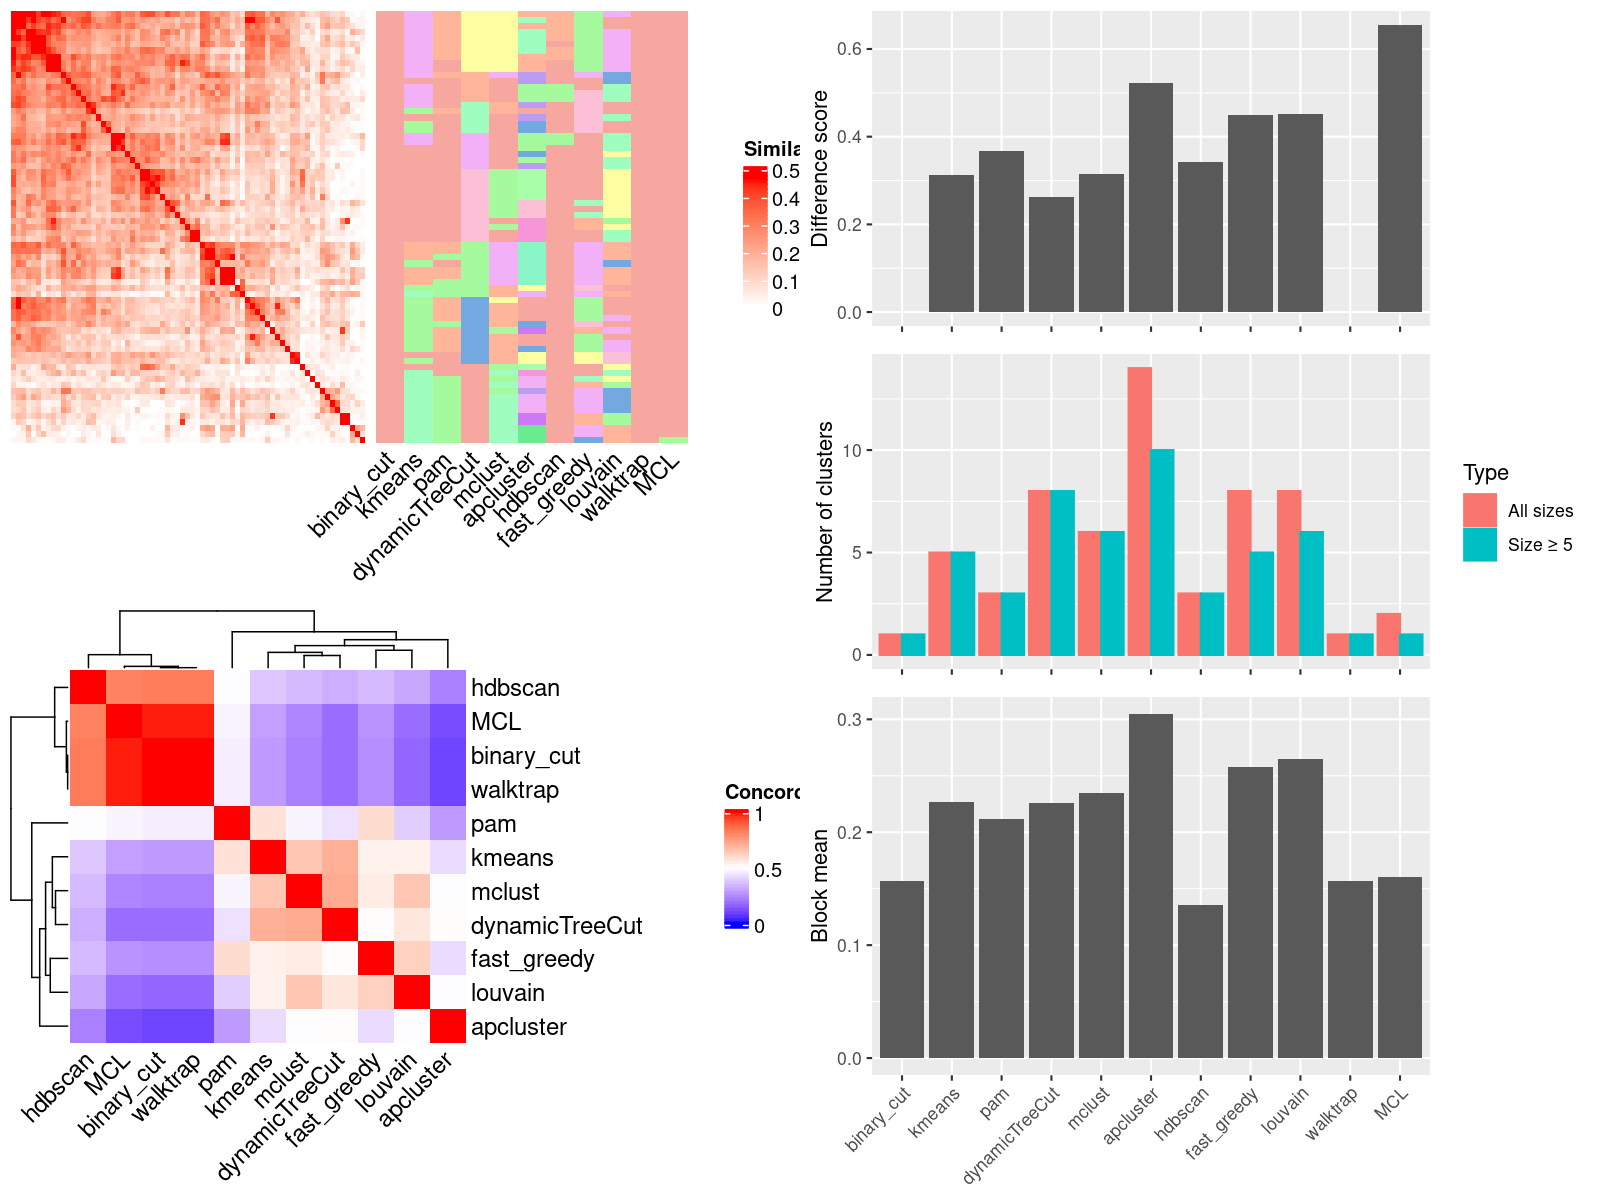 Simila
0.5
0.4
0.3
0.2
0.1
0
binary_cut
kmeans
pam
dynamicTreeCut
mclust
apcluster
hdbscan
fast_greedy
louvain
walktrap
MCL
hdbscan
MCL
binary_cut
walktrap
pam
kmeans
mclust
dynamicTreeCut
fast_greedy
louvain
apcluster
hdbscan
MCL
binary_cut
walktrap
pam
kmeans
mclust
dynamicTreeCut
fast_greedy
louvain
apcluster
Concord
1
0.5
0
Difference score
0.6
0.4
0.2
0.0
Number of clusters
10
5
0
Type
All sizes
Size ≥ 5
Block mean
0.3
0.2
0.1
0.0
binary_cut
kmeans
pam
dynamicTreeCut
mclust
apcluster
hdbscan
fast_greedy
louvain
walktrap
MCL